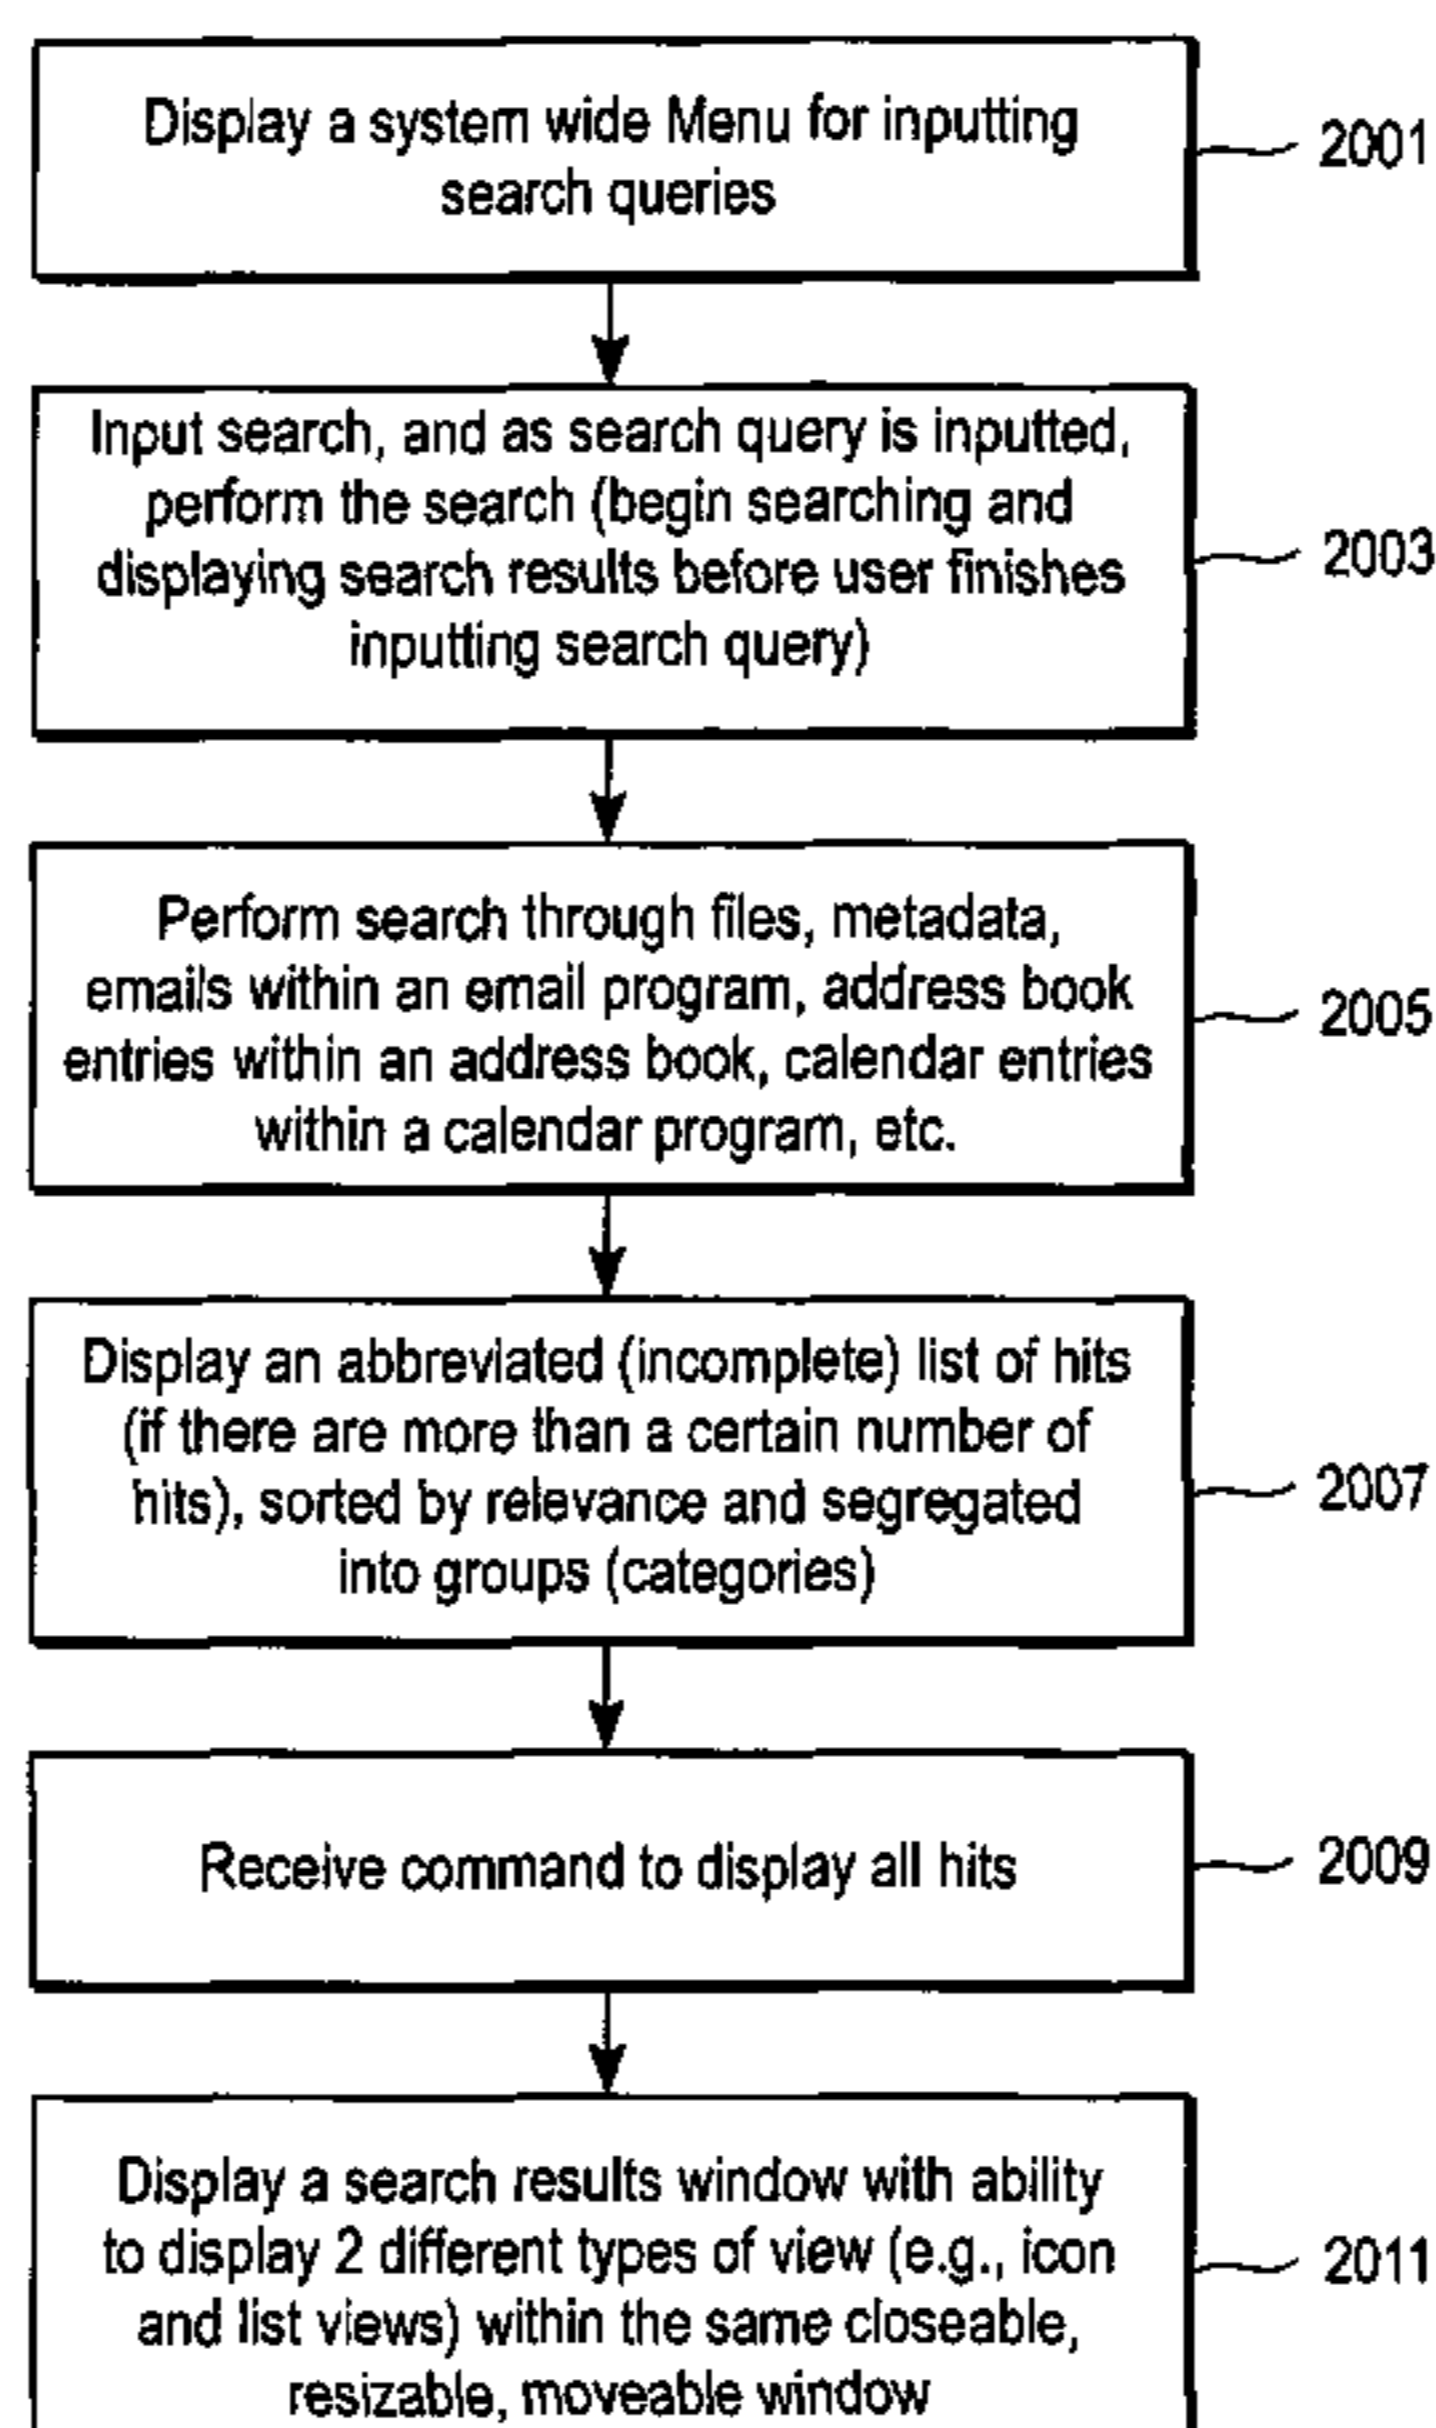 Display a system wide Menu for inputting
search queries
2001
Input search, and as search query is inputted,
perform the search (begin searching and
displaying search results before user finishes
inputting search query)
2003
Perform search through files, metadata,
emails within an email program, address book
entries within an address book, calendar entries
within a calendar program, etc.
2005
Display an abbreviated (incomplete) list of hits
(if there are more than a certain number of
hits), sorted by relevance and segregated
into groups (categories)
2007
Receive command to display all hits
2009
Display a search results window with ability
to display 2 different types of view (e.g., icon
and list views) within the same closeable,
resizable, moveable window
2011